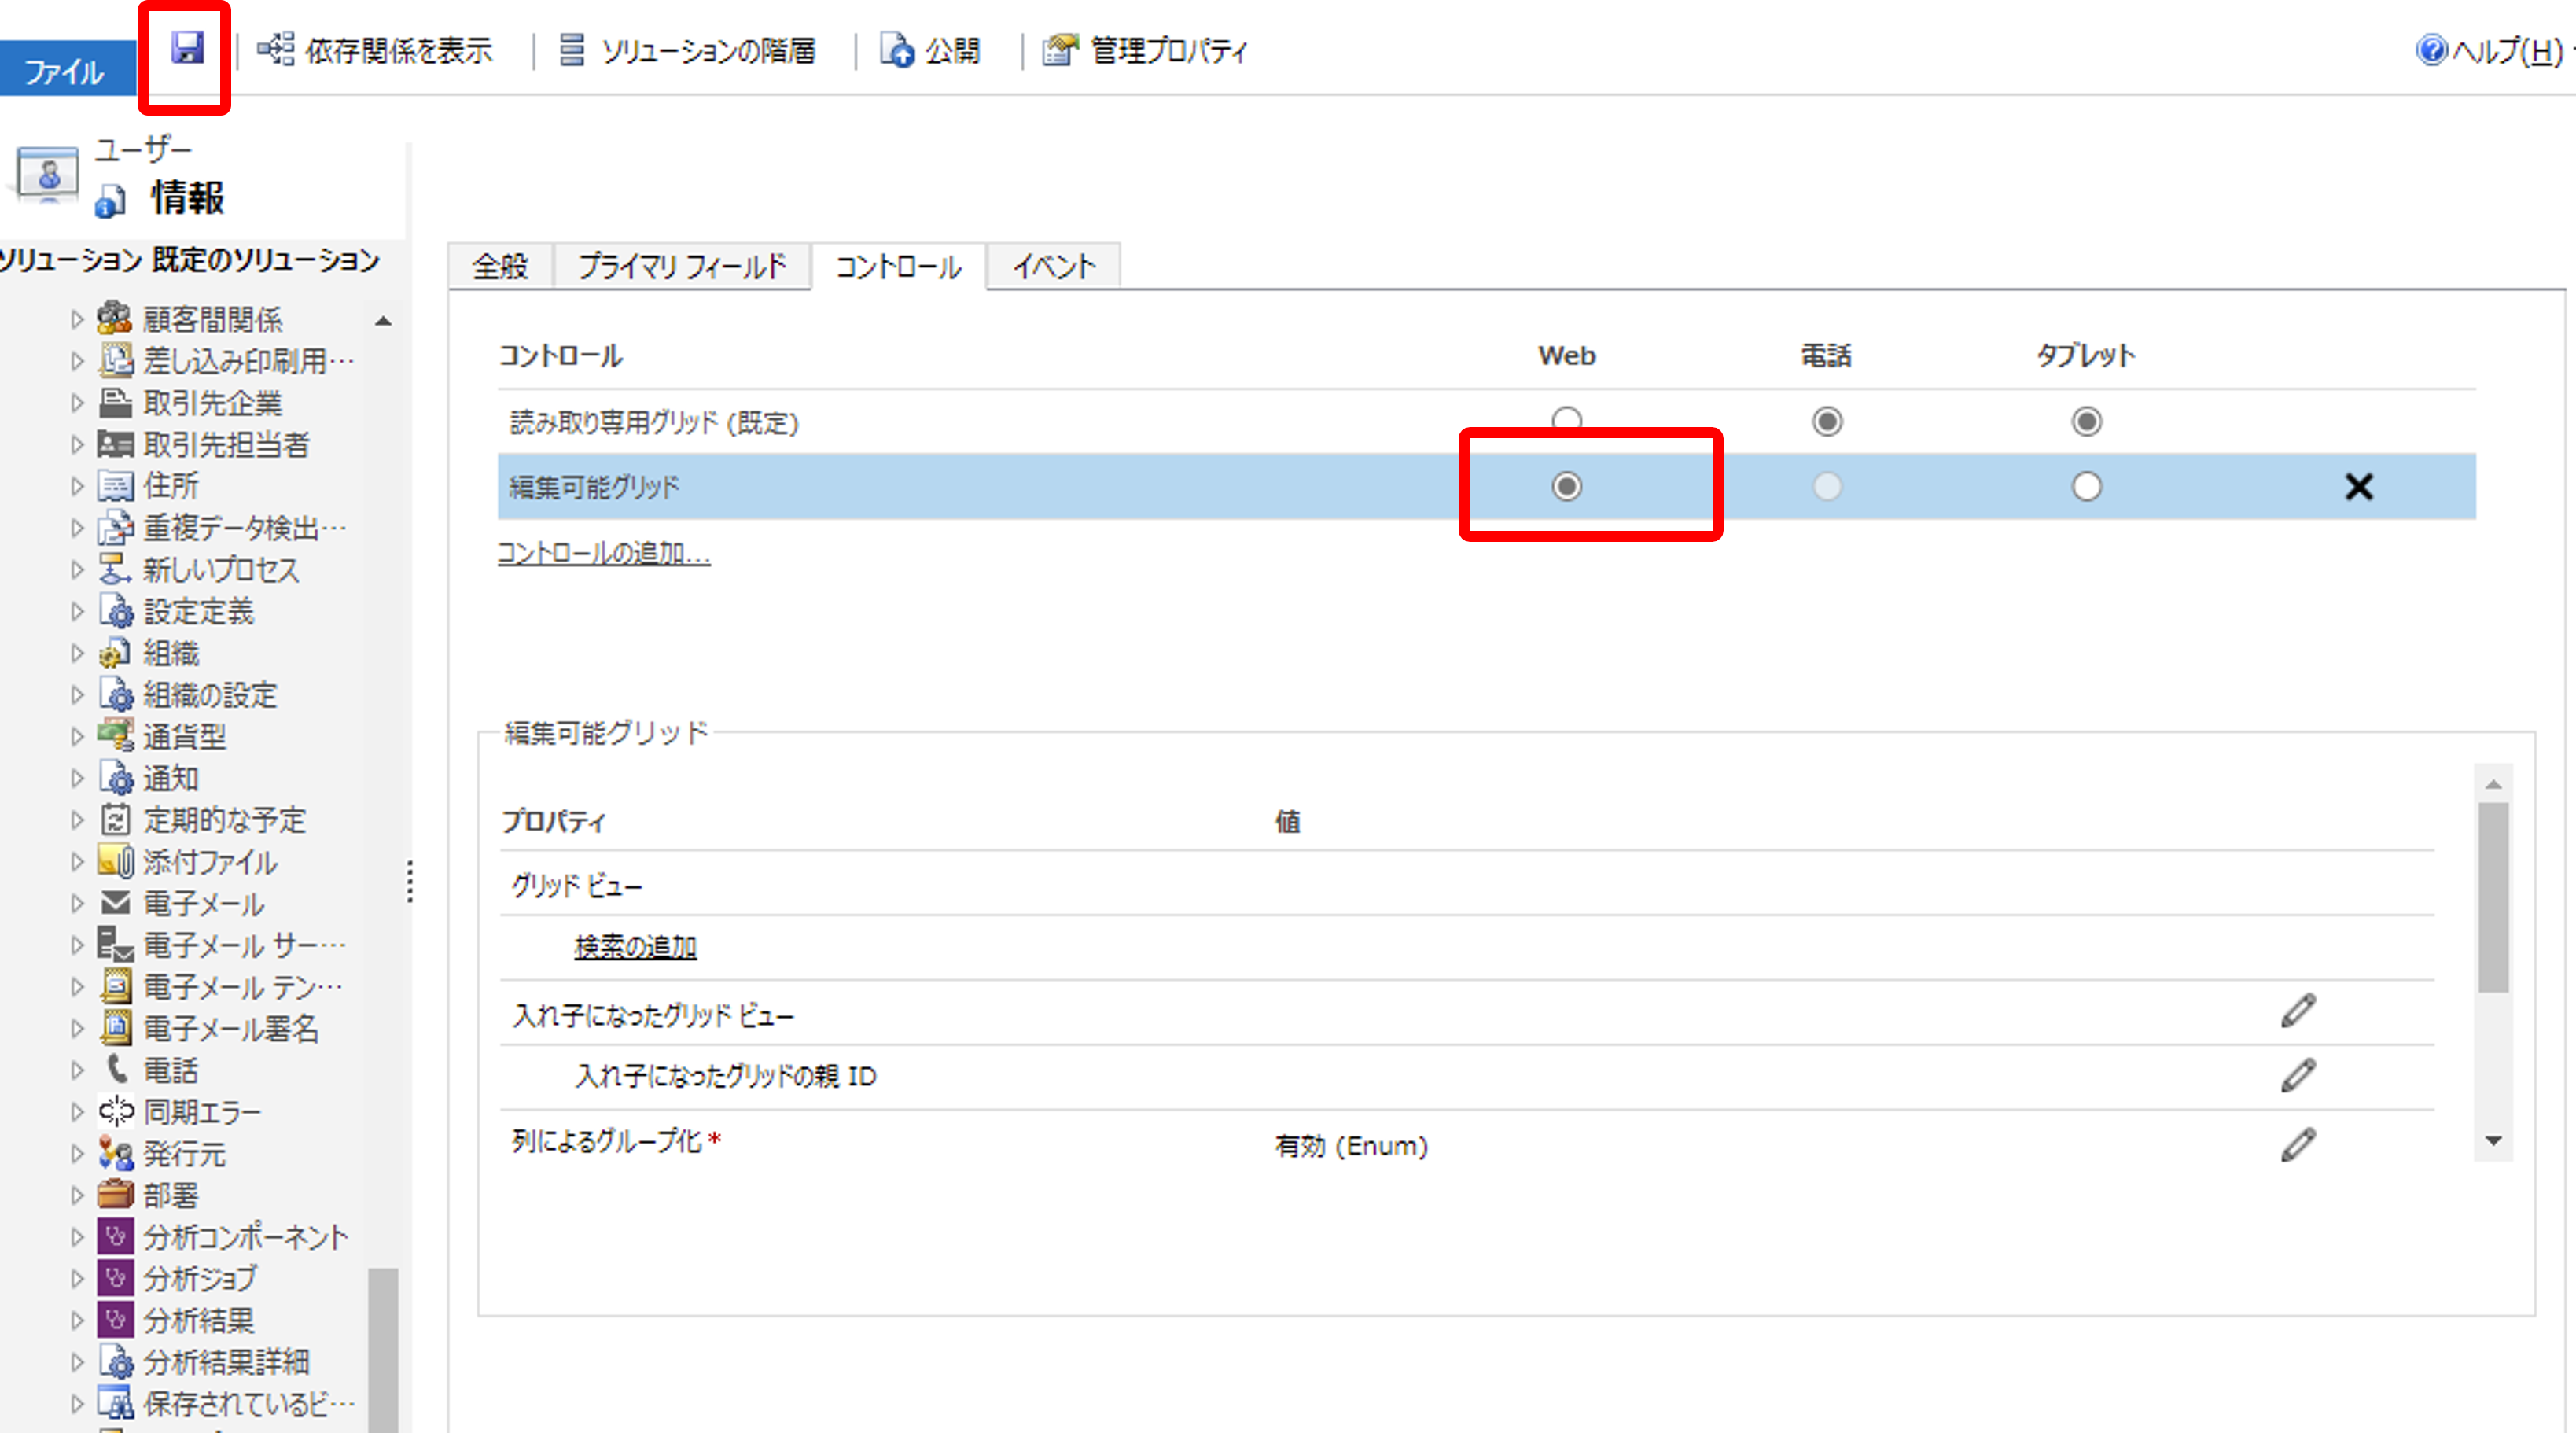 ファイル
依存関係を表示
ソリューションの階層
公開
管理プロパティ
ヘルプ(H)
ユーザー
情報
ソリューション 既定のソリューション
顧客間関係
差し込み印刷用…
取引先企業
取引先担当者
住所
重複データ検出…
新しいプロセス
設定定義
組織
組織の設定
通貨型
通知
定期的な予定
添付ファイル
電子メール
電子メール サー…
電子メール テン…
電子メール署名
電話
同期エラー
発行元
部署
分析コンポーネント
分析ジョブ
分析結果
分析結果詳細
保存されているビ…
全般 プライマリ フィールド コントロール イベント
コントロール Web 電話 タブレット
読み取り専用グリッド (既定)
編集可能グリッド
コントロールの追加...
編集可能グリッド
プロパティ 値
グリッド ビュー
検索の追加
入れ子になったグリッド ビュー
入れ子になったグリッドの親 ID
列によるグループ化* 有効 (Enum)